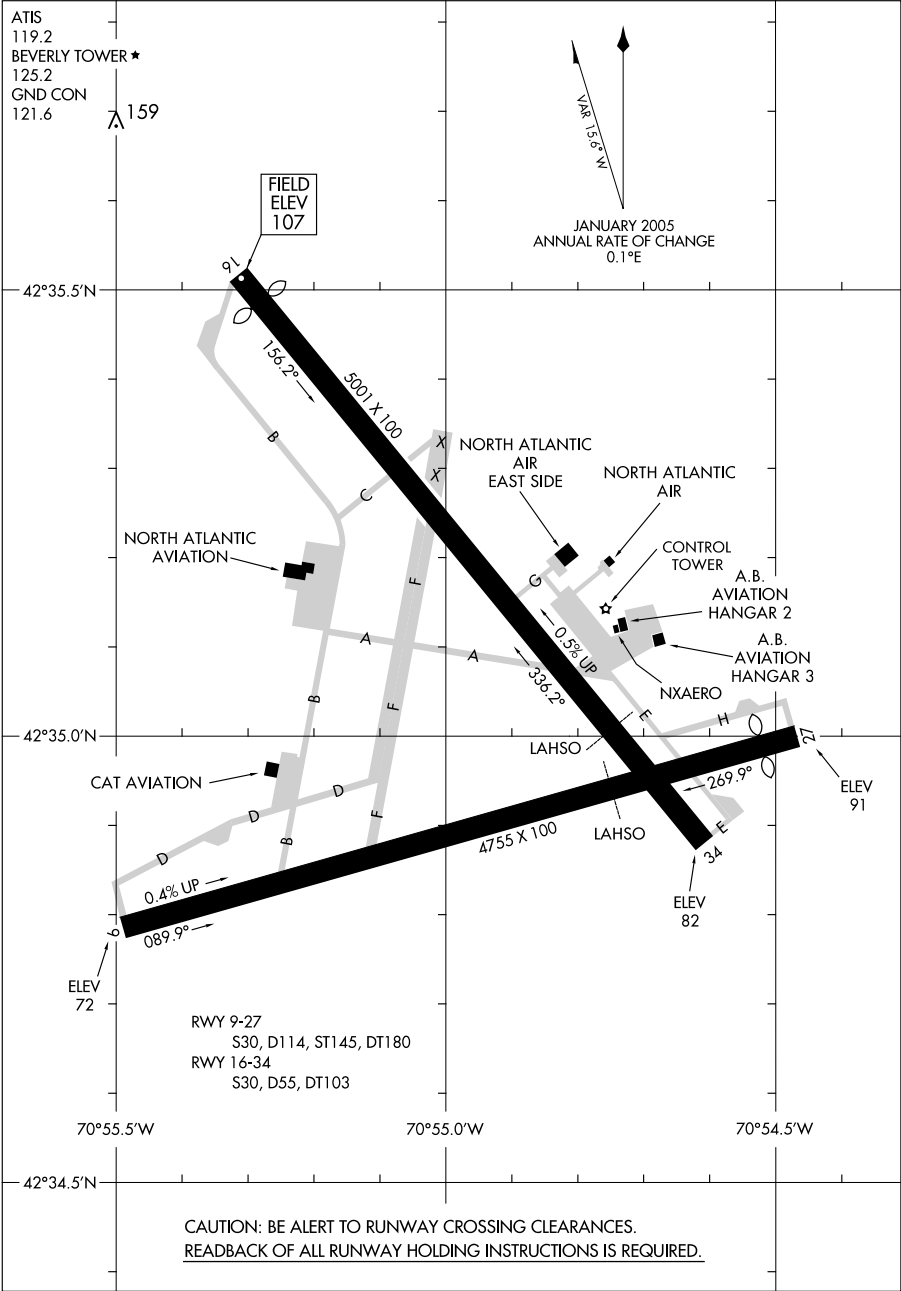 ATIS
119.2
BEVERLY TOWER ★
125.2
GND CON
121.6
159
VAR 15.6° W
JANUARY 2005
ANNUAL RATE OF CHANGE
0.1°E
FIELD
ELEV
107
16
42°35.5'N
156.2°
5001 X 100
B
C
X
X
NORTH ATLANTIC
AIR
EAST SIDE
NORTH ATLANTIC
AIR
CONTROL
TOWER
NORTH ATLANTIC
AVIATION
A.B.
AVIATION
HANGAR 2
F
G
A
A
0.5% UP
336.2°
A.B.
AVIATION
HANGAR 3
NXAERO
B
F
E
H
27
42°35.0'N
LAHSO
CAT AVIATION
D
D
D
269.9°
ELEV
91
B
F
4755 X 100
LAHSO
E
34
0.4% UP
089.9°
9
ELEV
82
ELEV
72
RWY 9-27
S30, D114, ST145, DT180
RWY 16-34
S30, D55, DT103
70°55.5'W
70°55.0'W
70°54.5'W
42°34.5'N
CAUTION: BE ALERT TO RUNWAY CROSSING CLEARANCES.
READBACK OF ALL RUNWAY HOLDING INSTRUCTIONS IS REQUIRED.